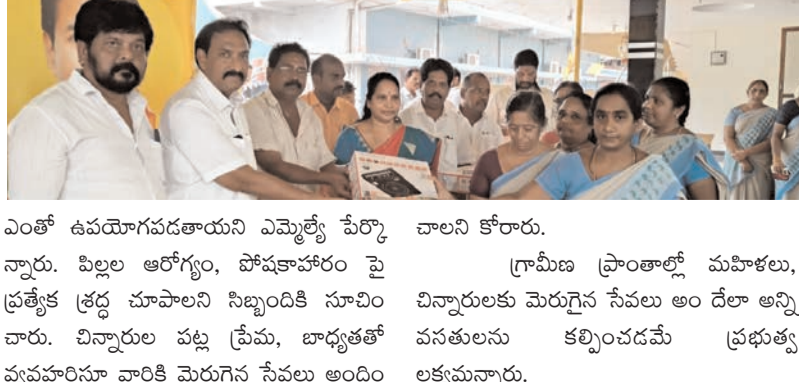 ఎంతో ఉపయోగపడతాయని ఎమ్మెల్యే పేర్కొ
న్నారు. పిల్లల ఆరోగ్యం, పోషకాహారం పై
ప్రత్యేక శ్రద్ధ చూపాలని సిబ్బందికి సూచిం
చారు. చిన్నారుల పట్ల ప్రేమ, బాధ్యతతో
వ్యవహరిస్తూ వారికి మెరుగైన సేవలు అందిం
చాలని కోరారు.
గ్రామీణ ప్రాంతాల్లో మహిళలు,
చిన్నారులకు మెరుగైన సేవలు అం దేలా అన్ని
వసతులను కల్పించడమే ప్రభుత్వ
లక్ష్యమన్నారు.